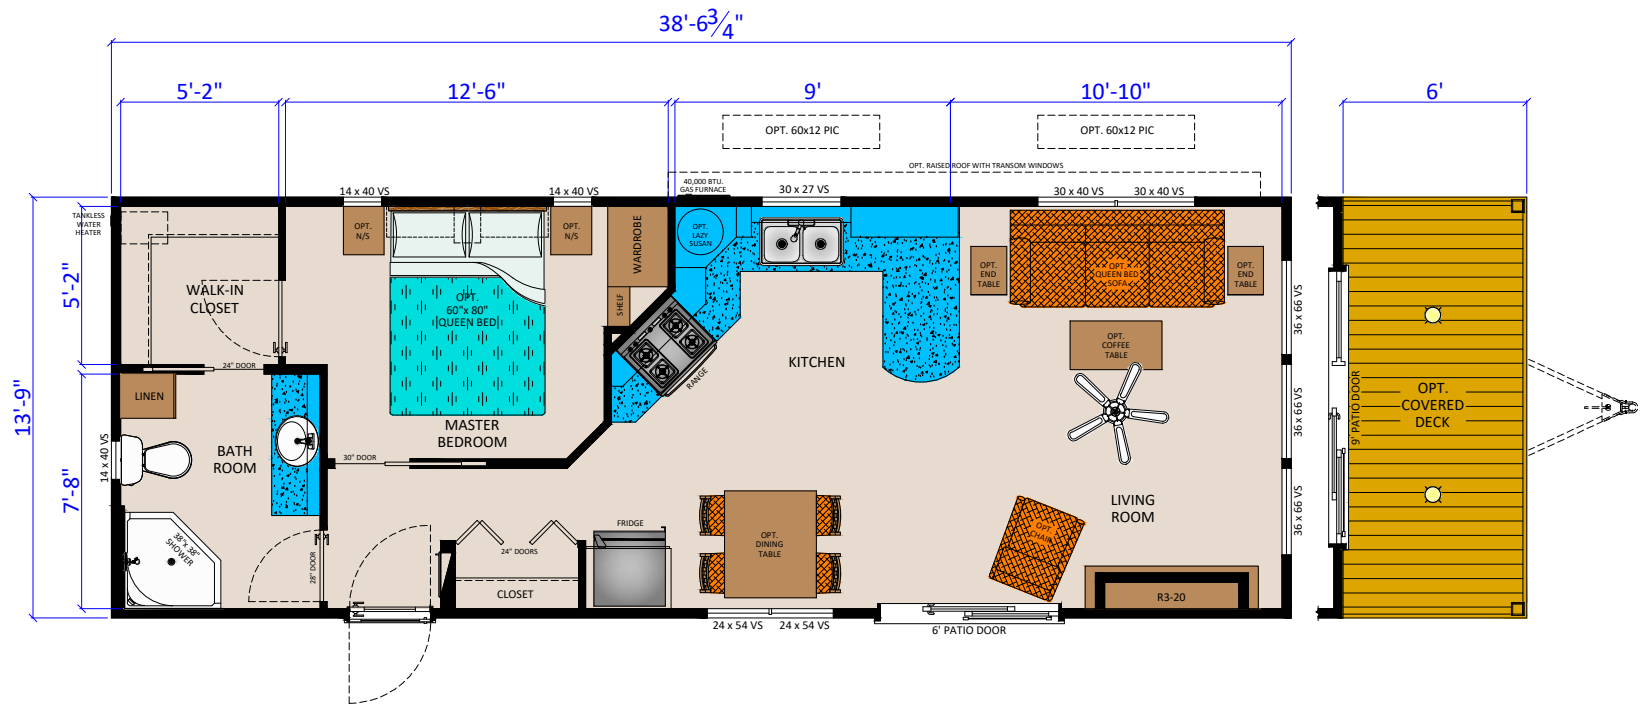 38'-6 3/4"
5'-2"
12'-6"
9'
10'-10"
6'
OPT. 60x12 PIC
OPT. 60x12 PIC
OPT. RAISED ROOF WITH TRANSOM WINDOWS
40,000 BTU.
GAS FURNACE
14 x 40 VS
14 x 40 VS
30 x 27 VS
30 x 40 VS
30 x 40 VS
TANKLESS
WATER
HEATER
OPT.
N/S
OPT.
N/S
WARDROBE
OPT.
LAZY
SUSAN
OPT.
END
TABLE
OPT.
QUEEN BED
SOFA
OPT.
END
TABLE
5'-2"
WALK-IN
CLOSET
OPT.
60"x 80"
QUEEN BED
SHELF
36 x 66 VS
OPT.
COFFEE
TABLE
24" DOOR
KITCHEN
RANGE
13'-9"
LINEN
MASTER
BEDROOM
36 x 66 VS
9' PATIO DOOR
OPT.
COVERED
DECK
14 x 40 VS
BATH
ROOM
30" DOOR
7'-8"
LIVING
ROOM
36 x 66 VS
38"x 38"
SHOWER
28" DOOR
24" DOORS
FRIDGE
OPT.
DINING
TABLE
OPT.
CHAIR
CLOSET
R3-20
24 x 54 VS
24 x 54 VS
6' PATIO DOOR